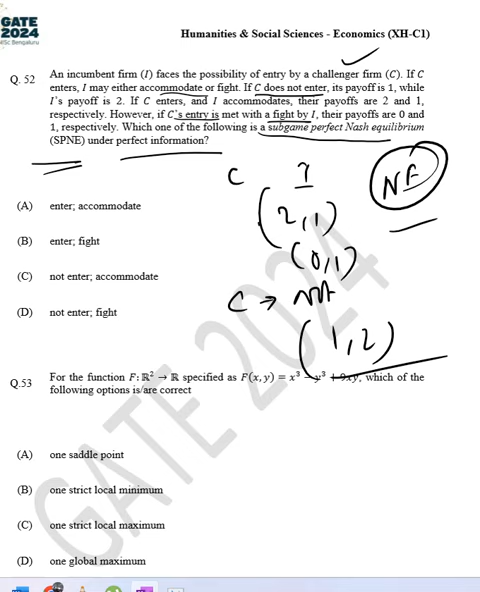 GATE
2024
IISc Bengaluru
Humanities & Social Sciences - Economics (XH-C1)
Q. 52
An incumbent firm (I) faces the possibility of entry by a challenger firm (C). If C
enters, I may either accommodate or fight. If C does not enter, its payoff is 1, while
I's payoff is 2. If C enters, and I accommodates, their payoffs are 2 and 1,
respectively. However, if C's entry is met with a fight by I, their payoffs are 0 and
1, respectively. Which one of the following is a subgame perfect Nash equilibrium
(SPNE) under perfect information?
C
NE
(2,1)
(A) enter; accommodate
(B) enter; fight
(0,1)
(C) not enter; accommodate
C →
(D) not enter; fight
(1,2)
Q.53
For the function F: ℝ² → ℝ specified as F(x, y) = x³ − y³ + 9xy, which of the
following options is/are correct
(A) one saddle point
(B) one strict local minimum
(C) one strict local maximum
(D) one global maximum
GATE 2024